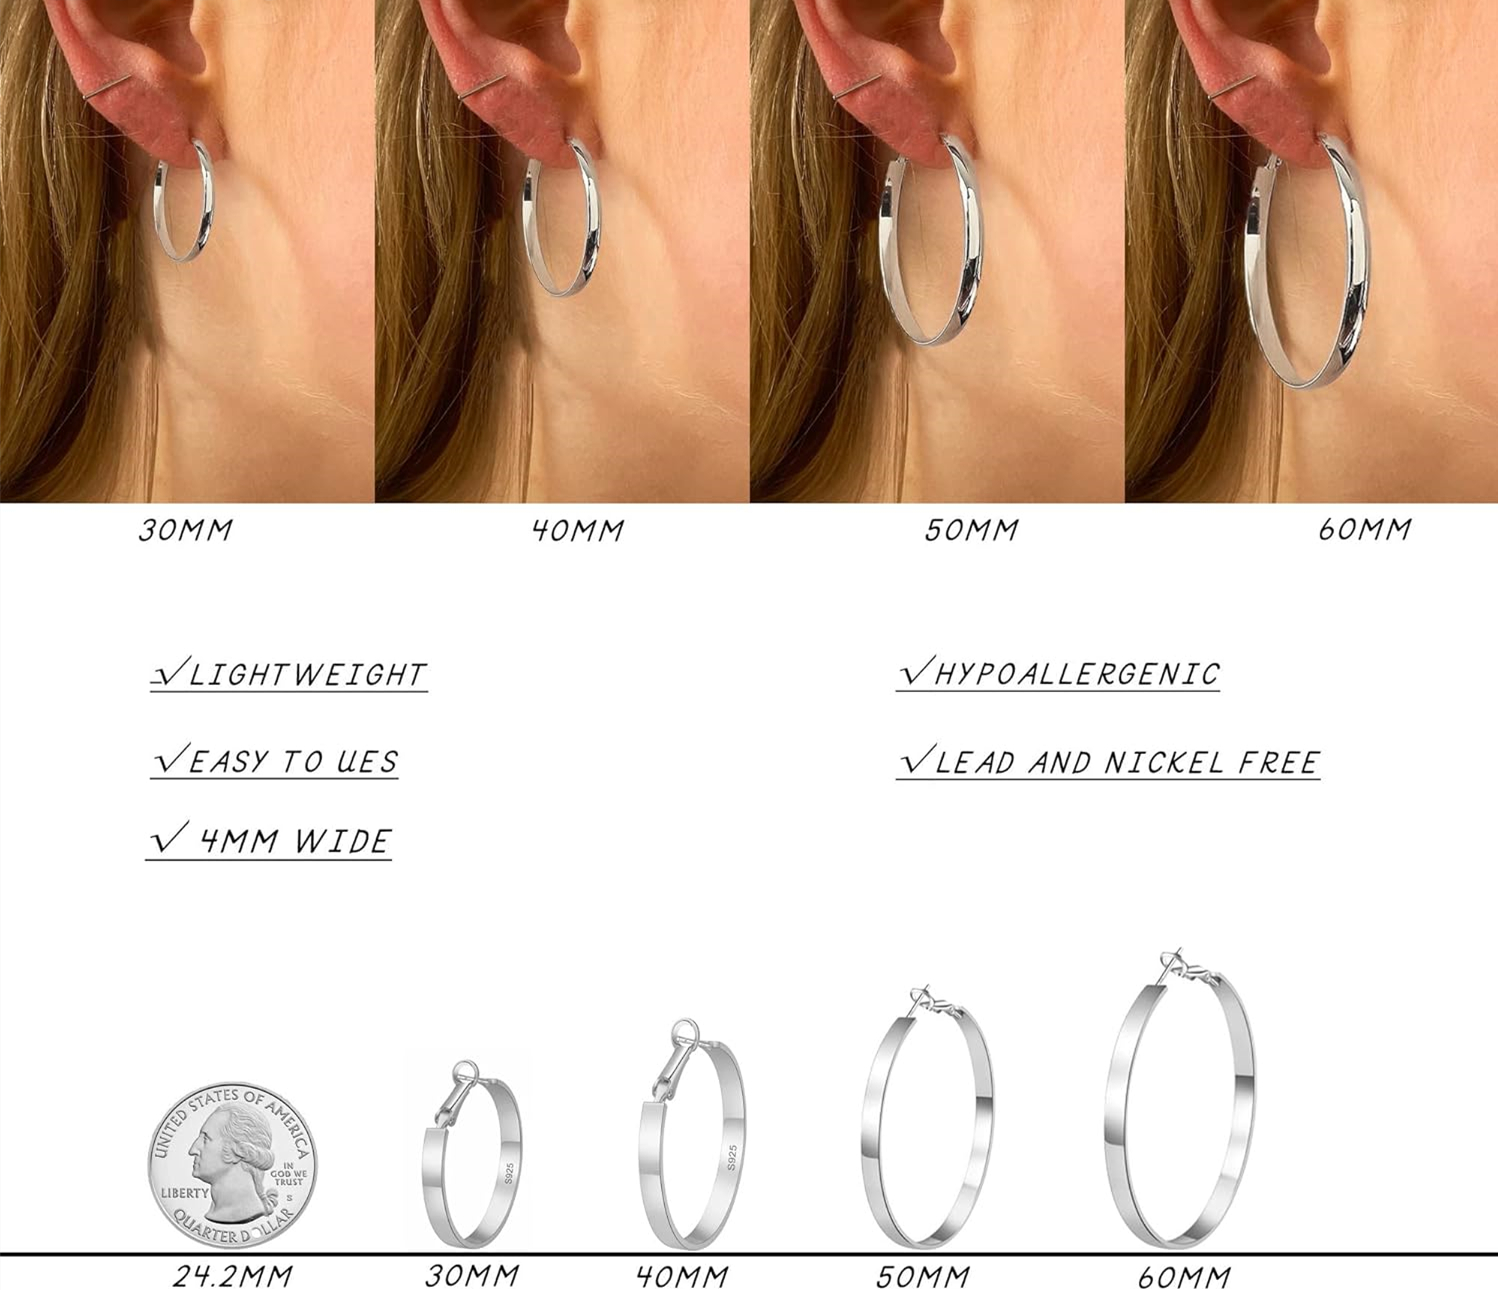 30MM 40MM 50MM 60MM
√LIGHTWEIGHT
√HYPOALLERGENIC
√EASY TO UES
√LEAD AND NICKEL FREE
√ 4MM WIDE
UNITED STATES OF AMERICA
IN
GOD WE
TRUST
LIBERTY
S
QUARTER DOLLAR
S925
S925
24.2MM 30MM 40MM 50MM 60MM